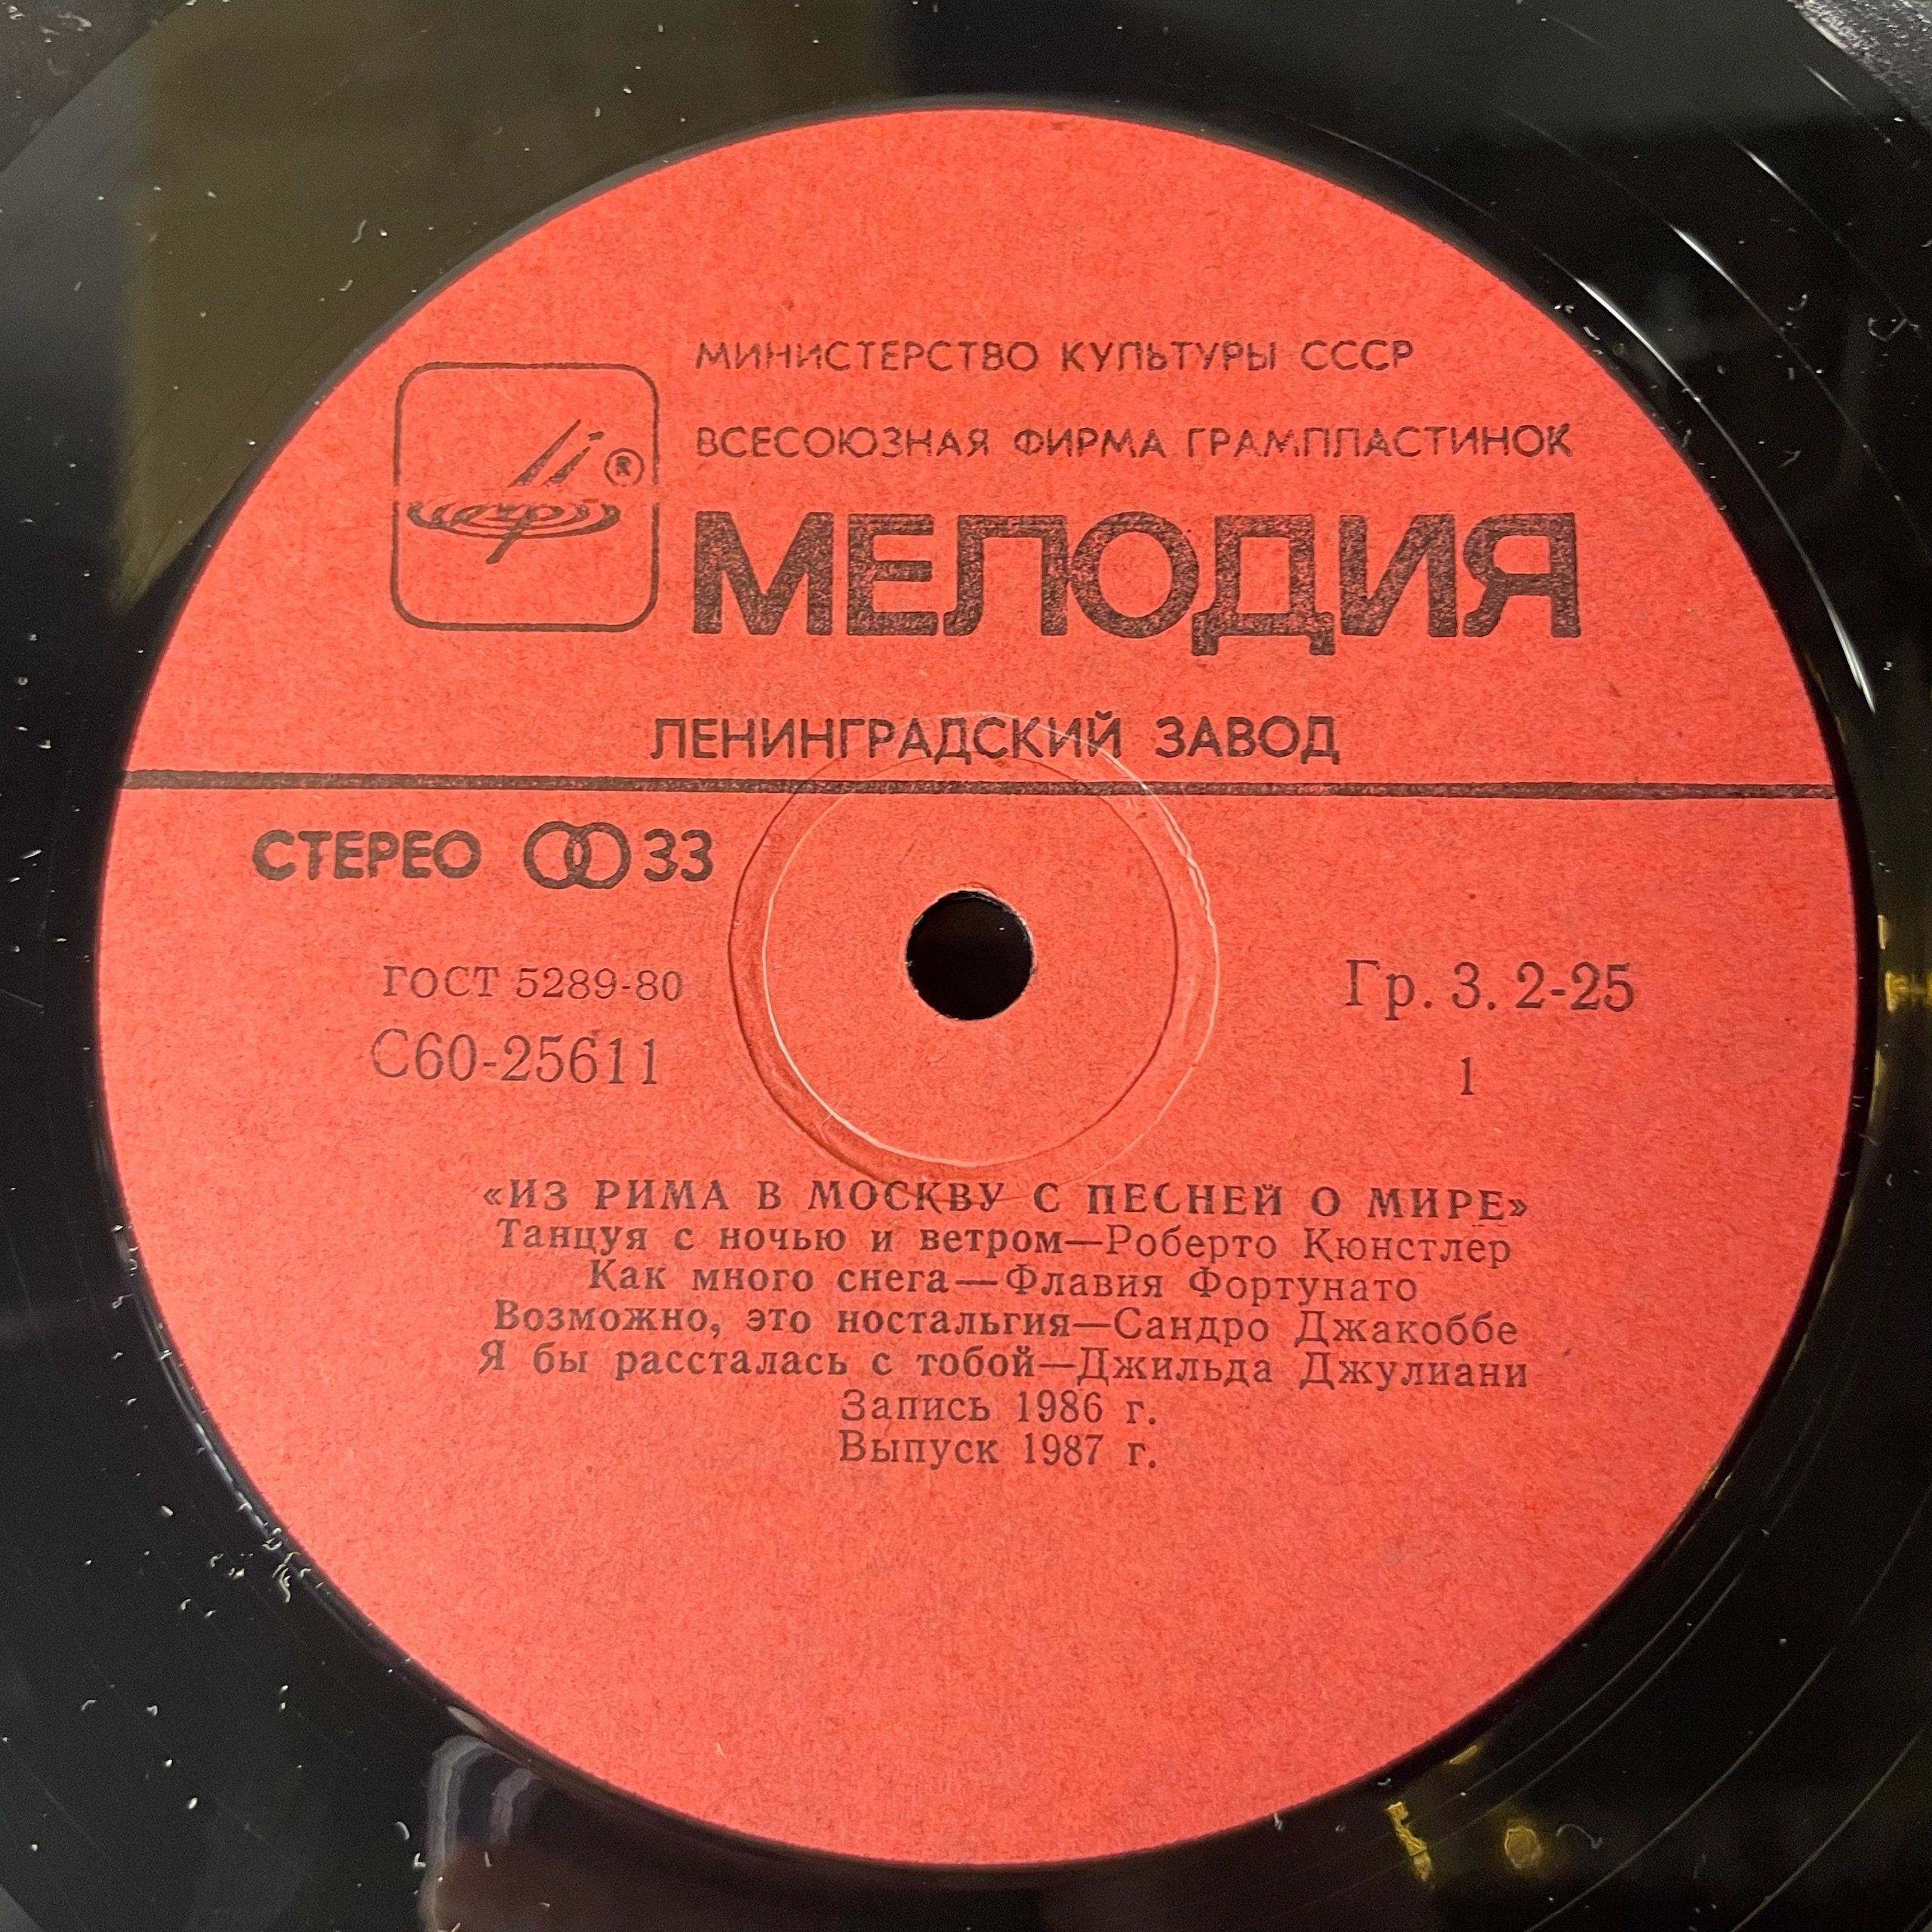 МИНИСТЕРСТВО КУЛЬТУРЫ СССР
ВСЕСОЮЗНАЯ ФИРМА ГРАМПЛАСТИНОК
®
МЕЛОДИЯ
ЛЕНИНГРАДСКИЙ ЗАВОД
СТЕРЕО 33
ГОСТ 5289-80
Гр. 3. 2-25
С60-25611
1
«ИЗ РИМА В МОСКВУ С ПЕСНЕЙ О МИРЕ»
Танцуя с ночью и ветром—Роберто Кюнстлер
Как много снега—Флавия Фортунато
Возможно, это ностальгия—Сандро Джакоббе
Я бы рассталась с тобой—Джильда Джулиани
Запись 1986 г.
Выпуск 1987 г.